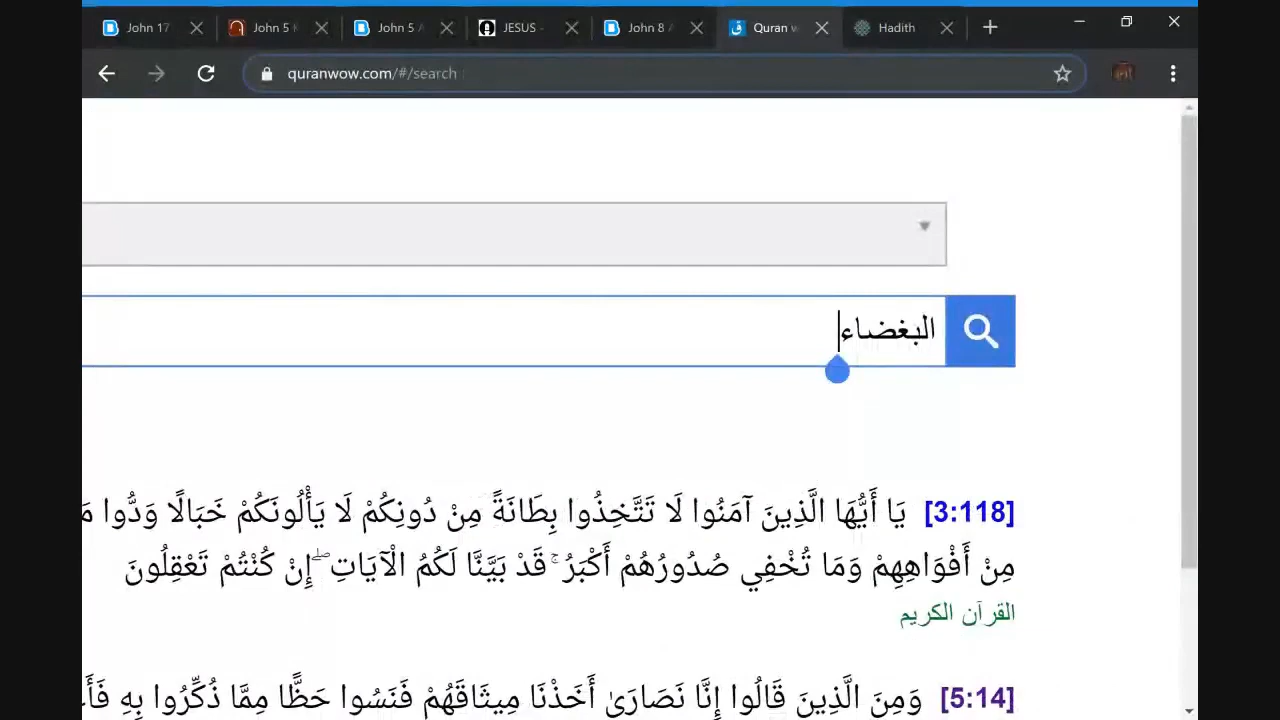 John 17
John 5
John 5
JESUS -
John 8
Quran w
Hadith
quranwow.com/#/search
البغضاء
[3:118] يَا أَيُّهَا الَّذِينَ آمَنُوا لَا تَتَّخِذُوا بِطَانَةً مِنْ دُونِكُمْ لَا يَأْلُونَكُمْ خَبَالًا وَدُّوا مَ
مِنْ أَفْوَاهِهِمْ وَمَا تُخْفِي صُدُورُهُمْ أَكْبَرُ ۚ قَدْ بَيَّنَّا لَكُمُ الْآيَاتِ ۖ إِنْ كُنْتُمْ تَعْقِلُونَ
القرآن الكريم
[5:14] وَمِنَ الَّذِينَ قَالُوا إِنَّا نَصَارَىٰ أَخَذْنَا مِيثَاقَهُمْ فَنَسُوا حَظًّا مِمَّا ذُكِّرُوا بِهِ فَأَ